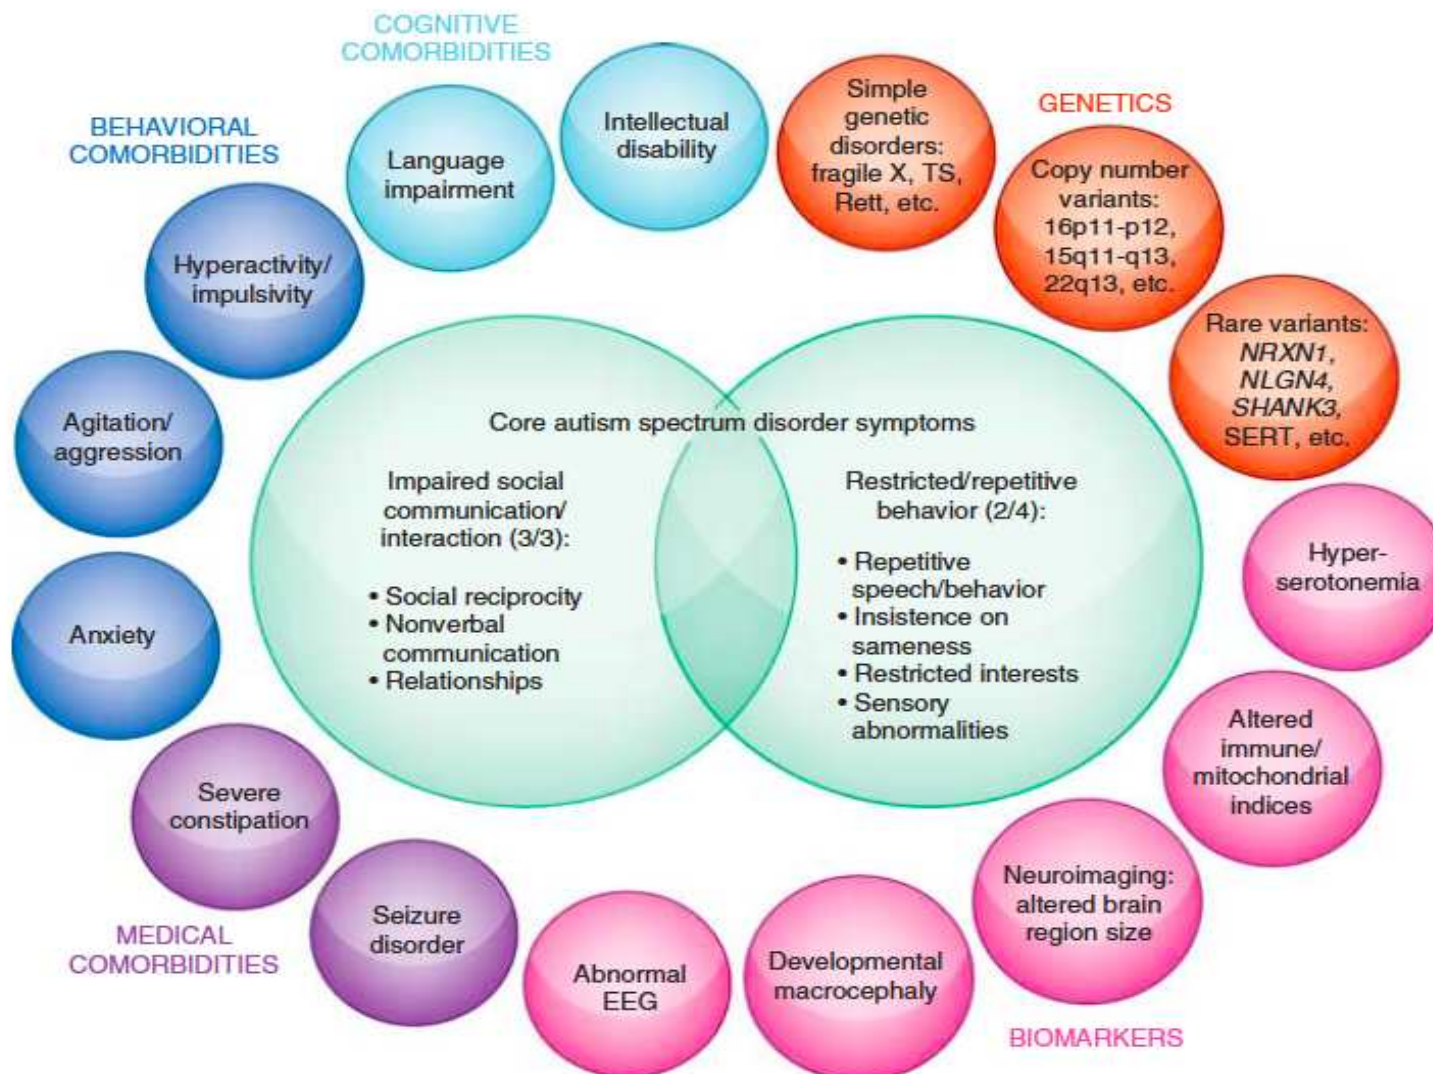 COGNITIVE
COMORBIDITIES
BEHAVIORAL
COMORBIDITIES
GENETICS
Language
impairment
Intellectual
disability
Simple
genetic
disorders:
fragile X, TS,
Rett, etc.
Copy number
variants:
16p11-p12,
15q11-q13,
22q13, etc.
Rare variants:
NRXN1,
NLGN4,
SHANK3,
SERT, etc.
Hyperactivity/
impulsivity
Agitation/
aggression
Anxiety
Core autism spectrum disorder symptoms
Impaired social
communication/
interaction (3/3):
• Social reciprocity
• Nonverbal
communication
• Relationships
Restricted/repetitive
behavior (2/4):
• Repetitive
speech/behavior
• Insistence on
sameness
• Restricted interests
• Sensory
abnormalities
Hyper-
serotonemia
Altered
immune/
mitochondrial
indices
Neuroimaging:
altered brain
region size
Developmental
macrocephaly
Abnormal
EEG
BIOMARKERS
Severe
constipation
Seizure
disorder
MEDICAL
COMORBIDITIES